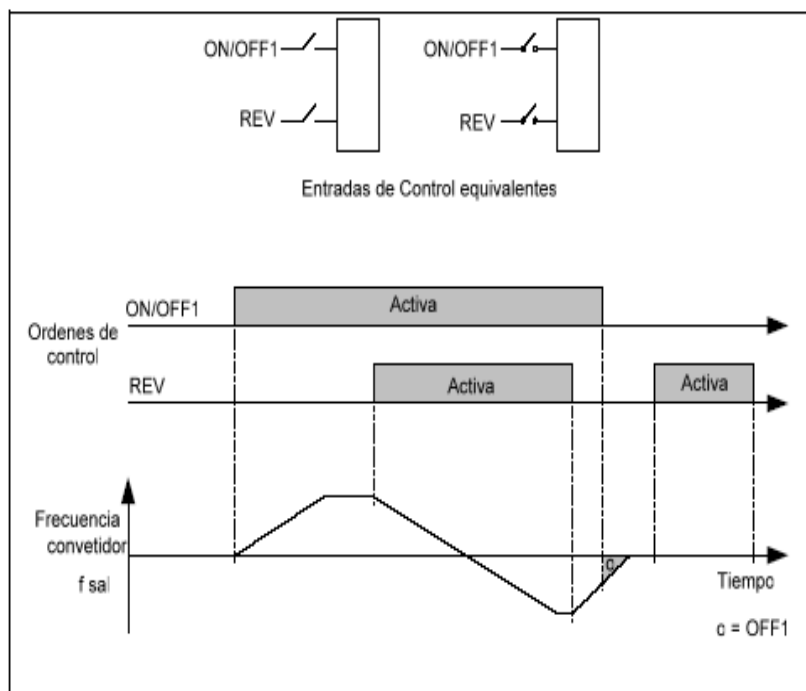 ON/OFF1
ON/OFF1
REV
REV
Entradas de Control equivalentes
ON/OFF1
Activa
Ordenes de
control
REV
Activa
Activa
Frecuencia
convetidor
f sal
o
Tiempo
o = OFF1